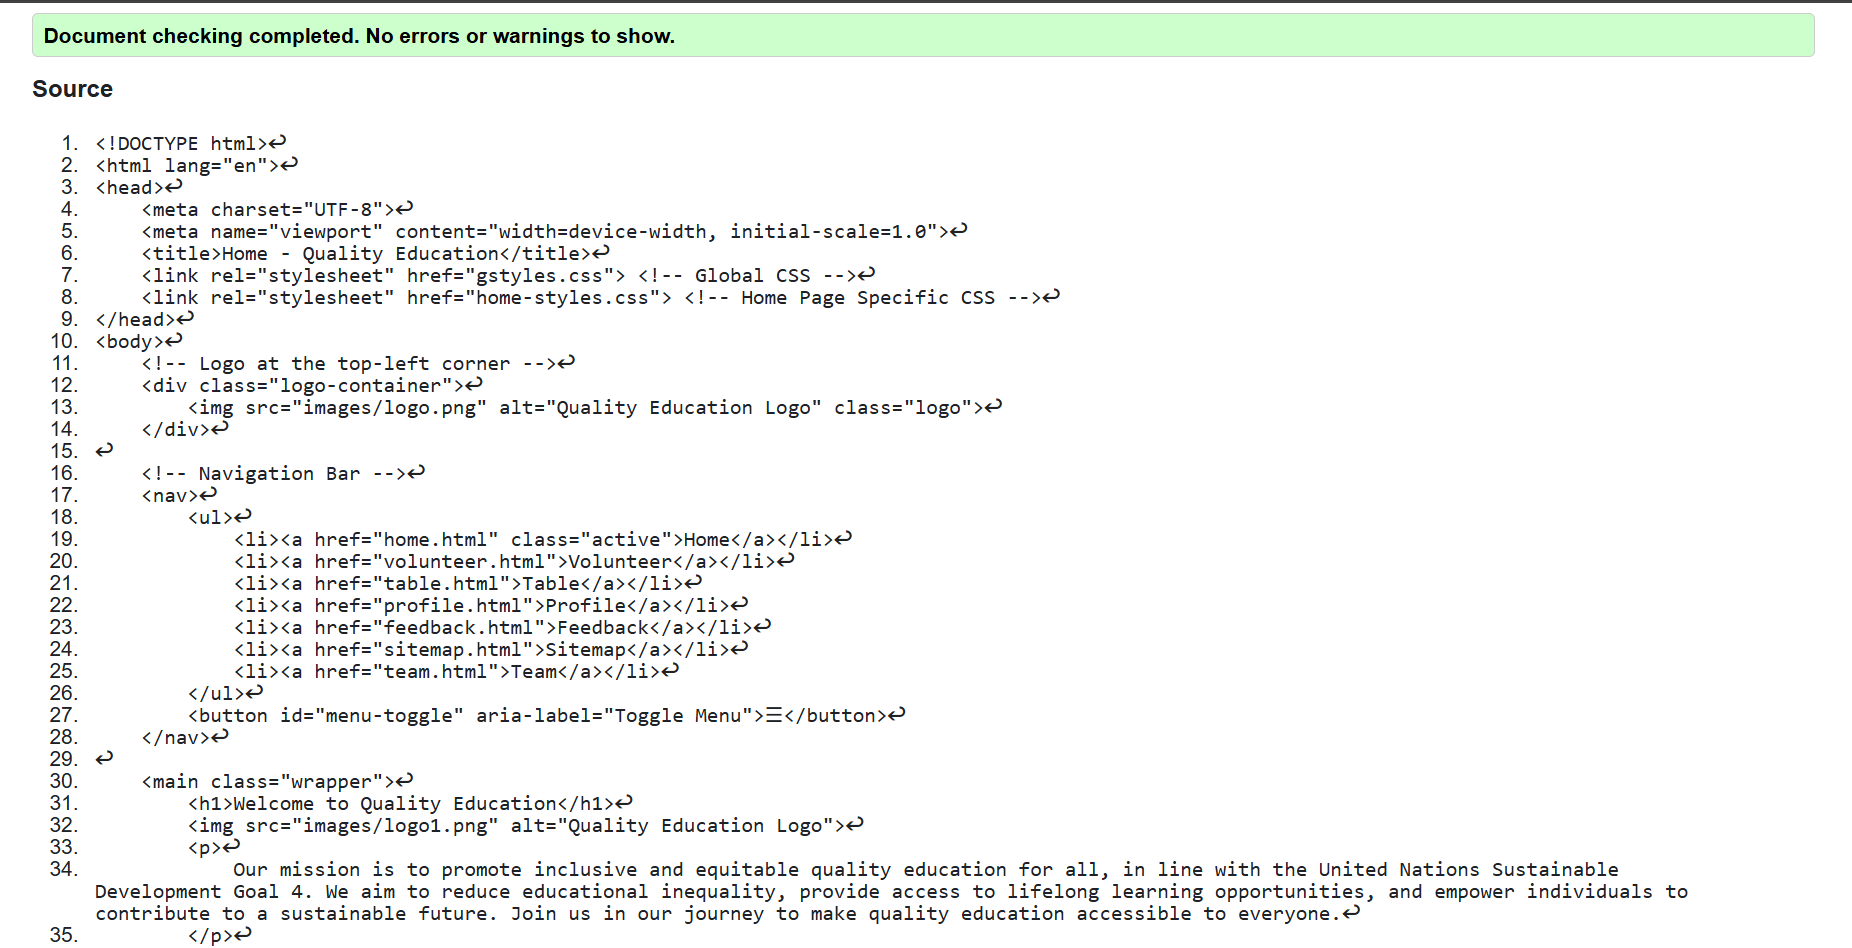 Document checking completed. No errors or warnings to show.
Source
1. <!DOCTYPE html>↩
2. <html lang="en">↩
3. <head>↩
4.     <meta charset="UTF-8">↩
5.     <meta name="viewport" content="width=device-width, initial-scale=1.0">↩
6.     <title>Home - Quality Education</title>↩
7.     <link rel="stylesheet" href="gstyles.css"> <!-- Global CSS -->↩
8.     <link rel="stylesheet" href="home-styles.css"> <!-- Home Page Specific CSS -->↩
9. </head>↩
10. <body>↩
11.     <!-- Logo at the top-left corner -->↩
12.     <div class="logo-container">↩
13.         <img src="images/logo.png" alt="Quality Education Logo" class="logo">↩
14.     </div>↩
15. ↩
16.     <!-- Navigation Bar -->↩
17.     <nav>↩
18.         <ul>↩
19.             <li><a href="home.html" class="active">Home</a></li>↩
20.             <li><a href="volunteer.html">Volunteer</a></li>↩
21.             <li><a href="table.html">Table</a></li>↩
22.             <li><a href="profile.html">Profile</a></li>↩
23.             <li><a href="feedback.html">Feedback</a></li>↩
24.             <li><a href="sitemap.html">Sitemap</a></li>↩
25.             <li><a href="team.html">Team</a></li>↩
26.         </ul>↩
27.         <button id="menu-toggle" aria-label="Toggle Menu">☰</button>↩
28.     </nav>↩
29. ↩
30.     <main class="wrapper">↩
31.         <h1>Welcome to Quality Education</h1>↩
32.         <img src="images/logo1.png" alt="Quality Education Logo">↩
33.         <p>↩
34.             Our mission is to promote inclusive and equitable quality education for all, in line with the United Nations Sustainable
Development Goal 4. We aim to reduce educational inequality, provide access to lifelong learning opportunities, and empower individuals to
contribute to a sustainable future. Join us in our journey to make quality education accessible to everyone.↩
35.         </p>↩